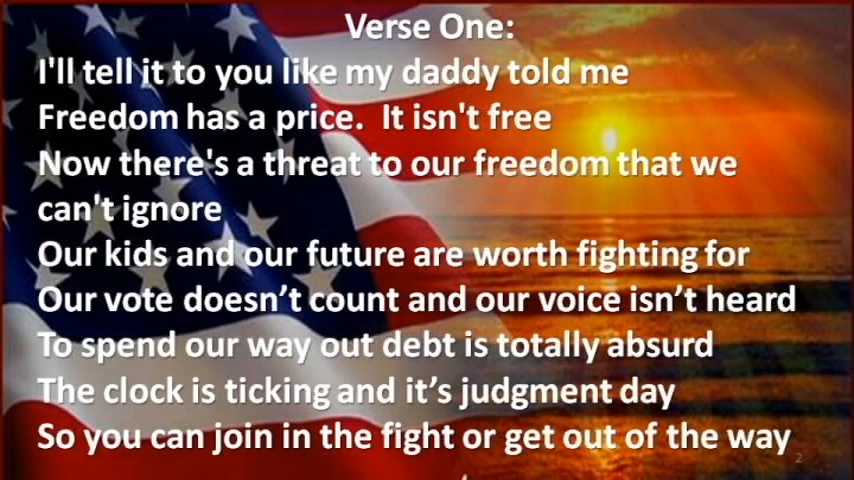 Verse One:
I'll tell it to you like my daddy told me
Freedom has a price.  It isn't free
Now there's a threat to our freedom that we
can't ignore
Our kids and our future are worth fighting for
Our vote doesn’t count and our voice isn’t heard
To spend our way out debt is totally absurd
The clock is ticking and it’s judgment day
So you can join in the fight or get out of the way
2